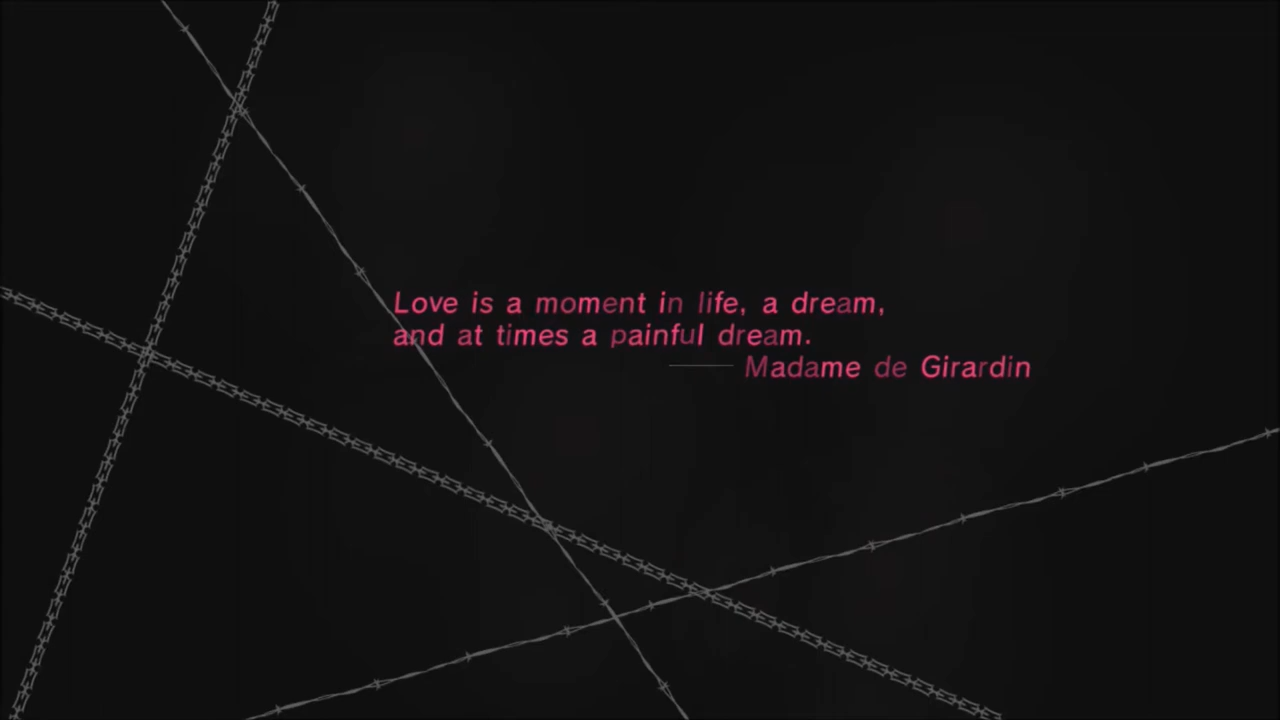 Love is a moment in life, a dream,
and at times a painful dream.
—— Madame de Girardin